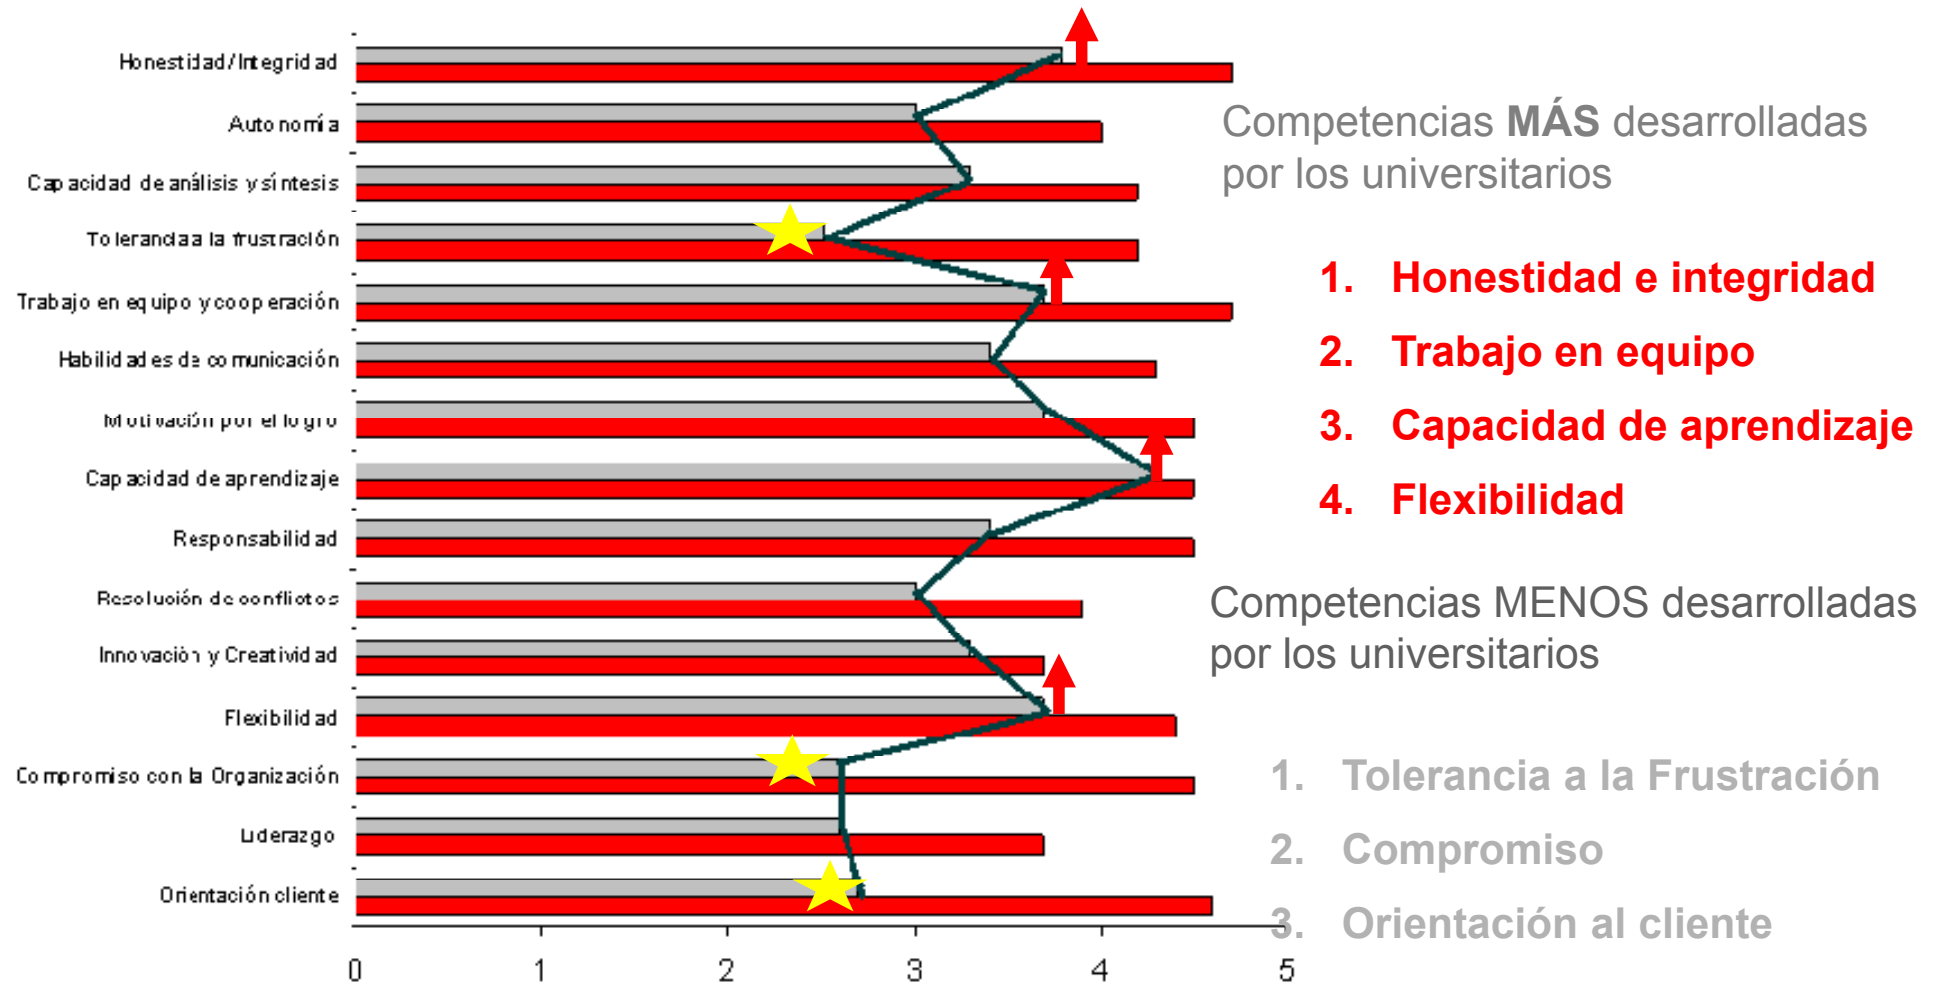 Honestidad/Integridad
Autonomía
Capacidad de análisis y síntesis
Tolerancia a la frustración
Trabajo en equipo y cooperación
Habilidades de comunicación
Motivación por el logro
Capacidad de aprendizaje
Responsabilidad
Resolución de conflictos
Innovación y Creatividad
Flexibilidad
Compromiso con la Organización
Liderazgo
Orientación cliente
0 1 2 3 4 5
Competencias MÁS desarrolladas
por los universitarios
1. Honestidad e integridad
2. Trabajo en equipo
3. Capacidad de aprendizaje
4. Flexibilidad
Competencias MENOS desarrolladas
por los universitarios
1. Tolerancia a la Frustración
2. Compromiso
3. Orientación al cliente